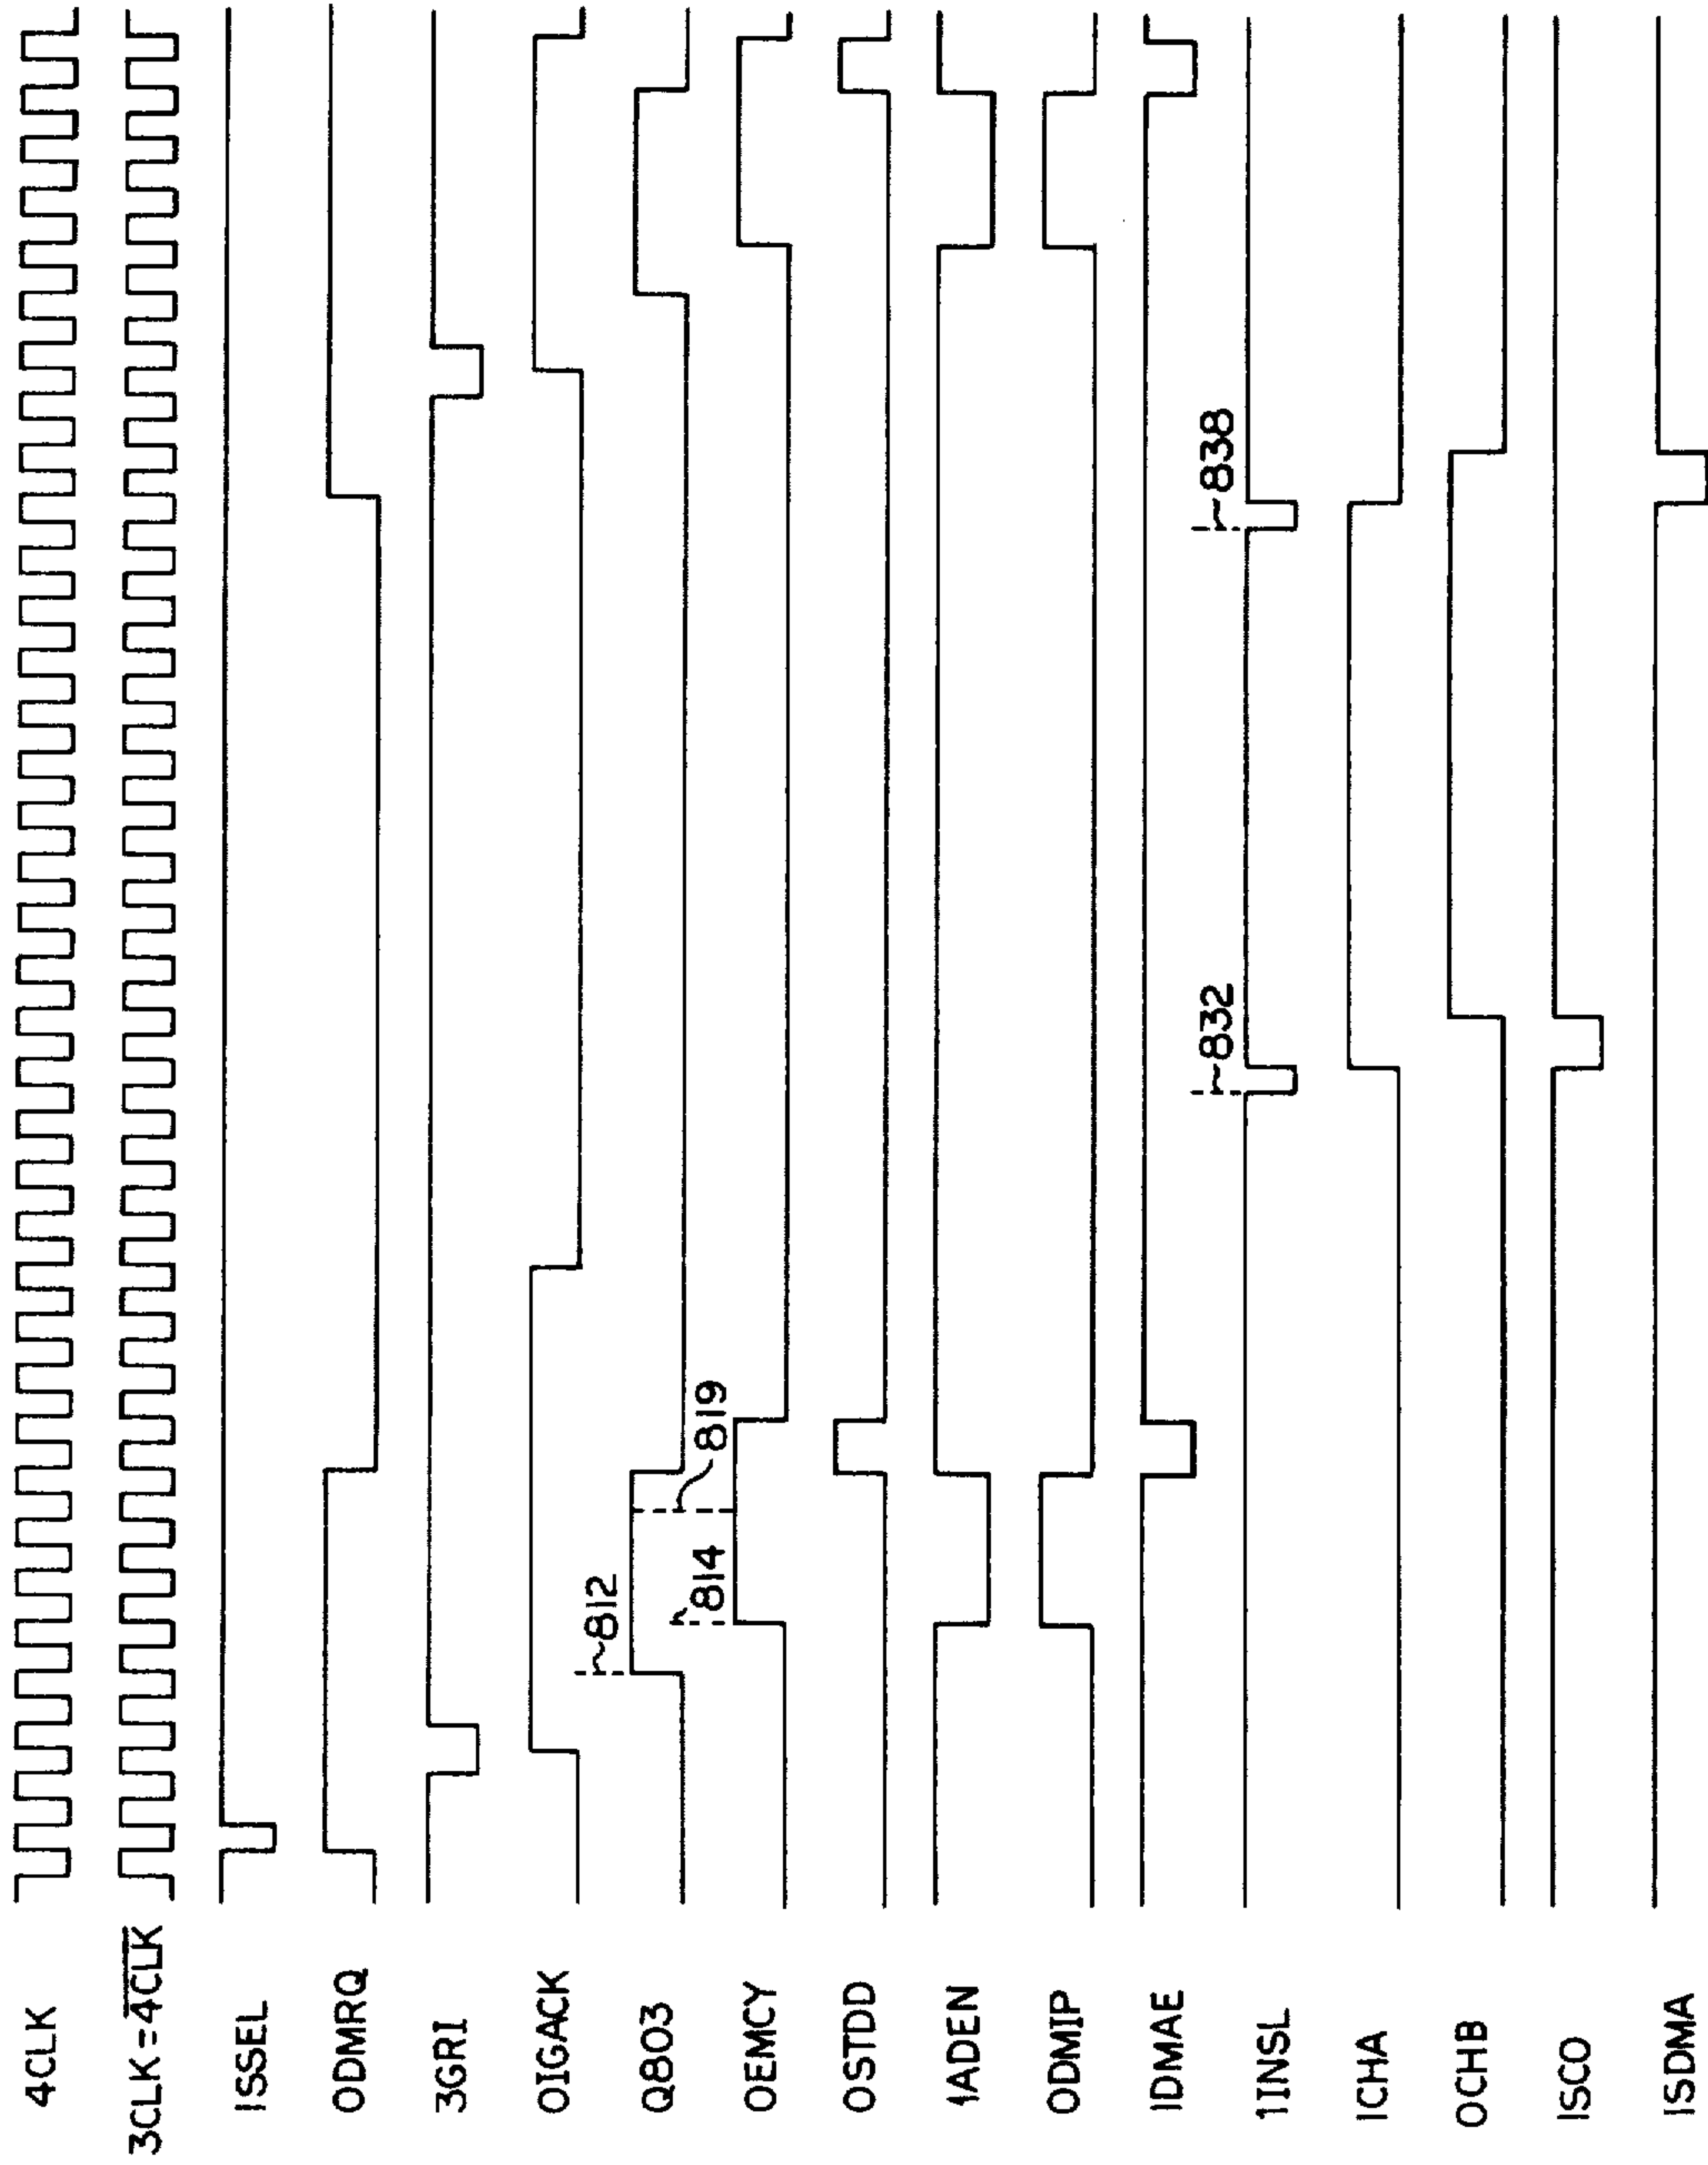 4CLK
3CLK=4̅C̅L̅K̅
ISSEL
ODMRQ
3GRI
OIGACK
Q803
~812
OEMCY
814
819
OSTDD
1ADEN
ODMIP
IDMAE
1INSL
~832
~838
ICHA
OCHB
ISCO
ISDMA